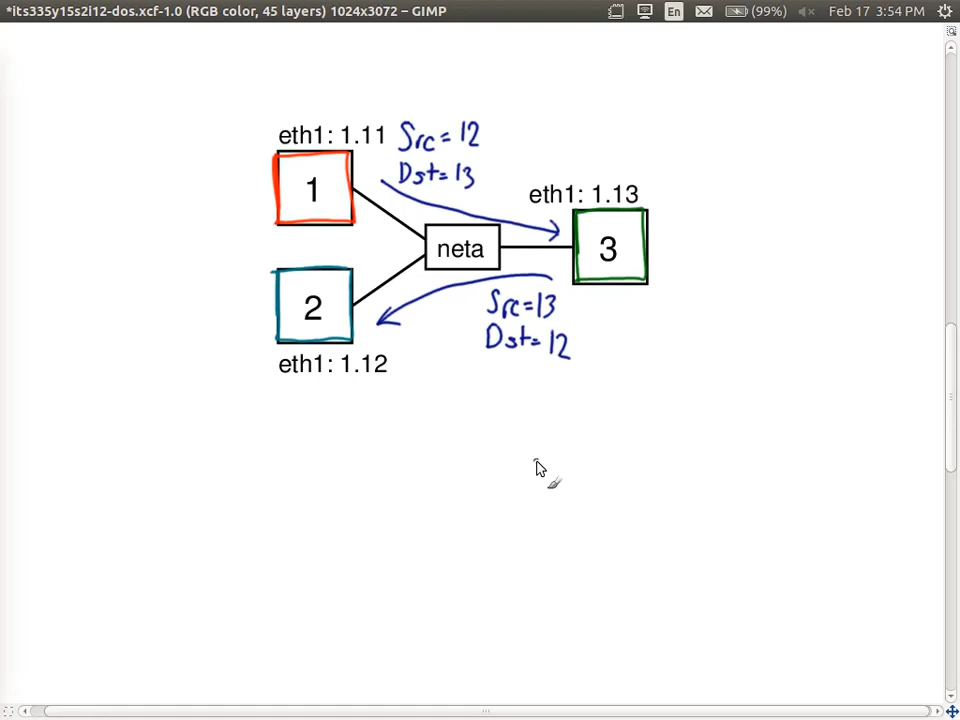 *its335y15s2i12-dos.xcf-1.0 (RGB color, 45 layers) 1024x3072 – GIMP
En
(99%)
Feb 17 3:54 PM
eth1: 1.11
Src = 12
Dst= 13
1
eth1: 1.13
neta
3
2
Src=13
Dst= 12
eth1: 1.12